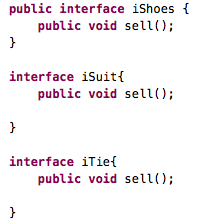 public interface iShoes {
    public void sell();
}

interface iSuit{
    public void sell();

}

interface iTie{
    public void sell();

}